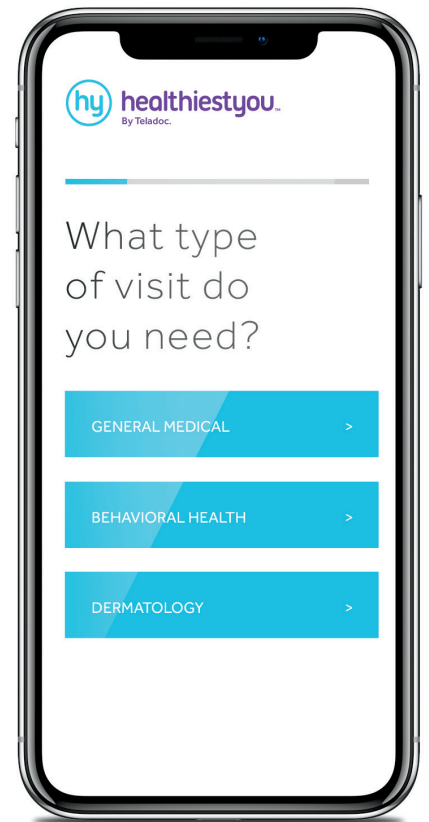 hy healthiestyou™
By Teladoc.
What type
of visit do
you need?
GENERAL MEDICAL >
BEHAVIORAL HEALTH >
DERMATOLOGY >